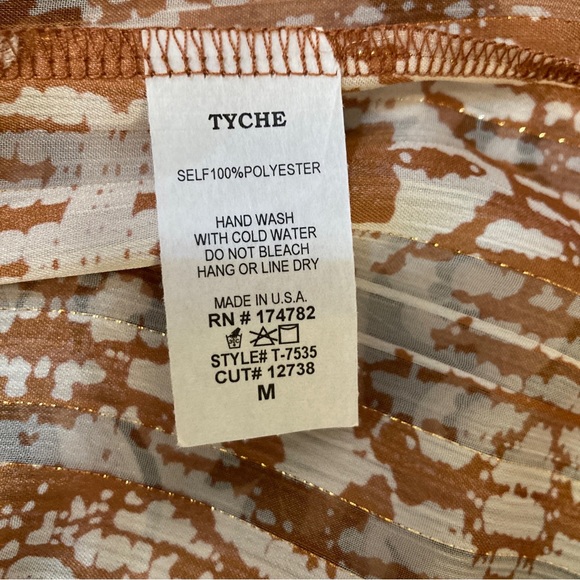 TYCHE
SELF100%POLYESTER
HAND WASH
WITH COLD WATER
DO NOT BLEACH
HANG OR LINE DRY
MADE IN U.S.A.
RN # 174782
STYLE# T-7535
CUT# 12738
M